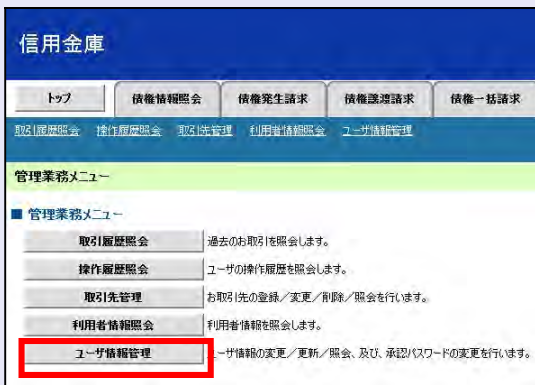 信用金庫
トップ 債権情報照会 債権発生請求 債権譲渡請求 債権一括請求
取引履歴照会 操作履歴照会 取引先管理 利用者情報照会 ユーザ情報管理
管理業務メニュー
■ 管理業務メニュー
取引履歴照会 過去のお取引を照会します。
操作履歴照会 ユーザの操作履歴を照会します。
取引先管理 お取引先の登録／変更／削除／照会を行います。
利用者情報照会 利用者情報を照会します。
ユーザ情報管理 ユーザ情報の変更／更新／照会、及び、承認パスワードの変更を行います。